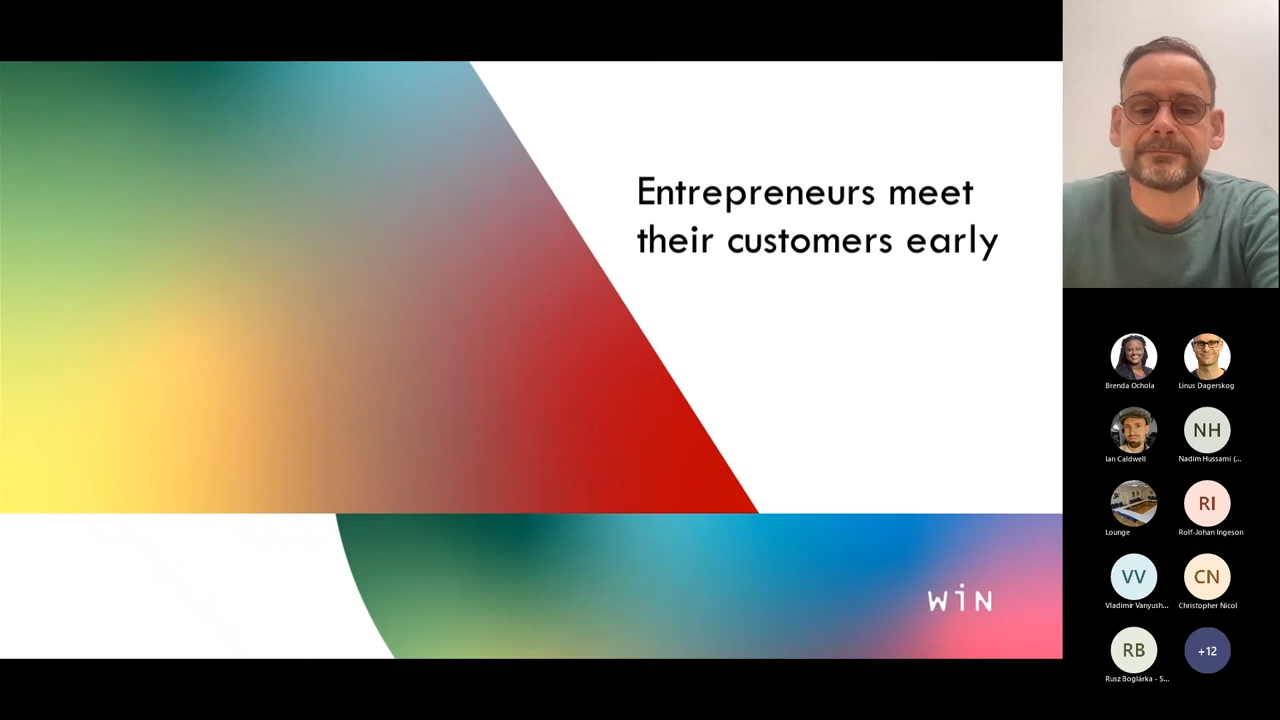 Entrepreneurs meet
their customers early
WiN
Brenda Ochola
Linus Dagerskog
Ian Caldwell
NH
Nadim Hussami (...
Lounge
RI
Rolf-Johan Ingeson
VV
Vladimir Vanyush...
CN
Christopher Nicol
RB
Rusz Boglárka - S...
+12